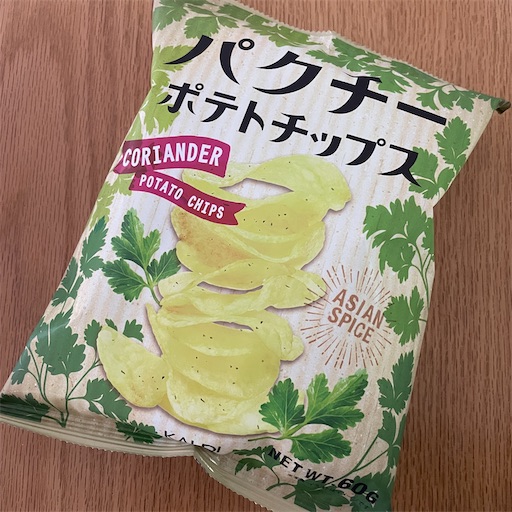 パクチー
ポテトチップス
CORIANDER
POTATO CHIPS
ASIAN
SPICE
NET WT. 60G